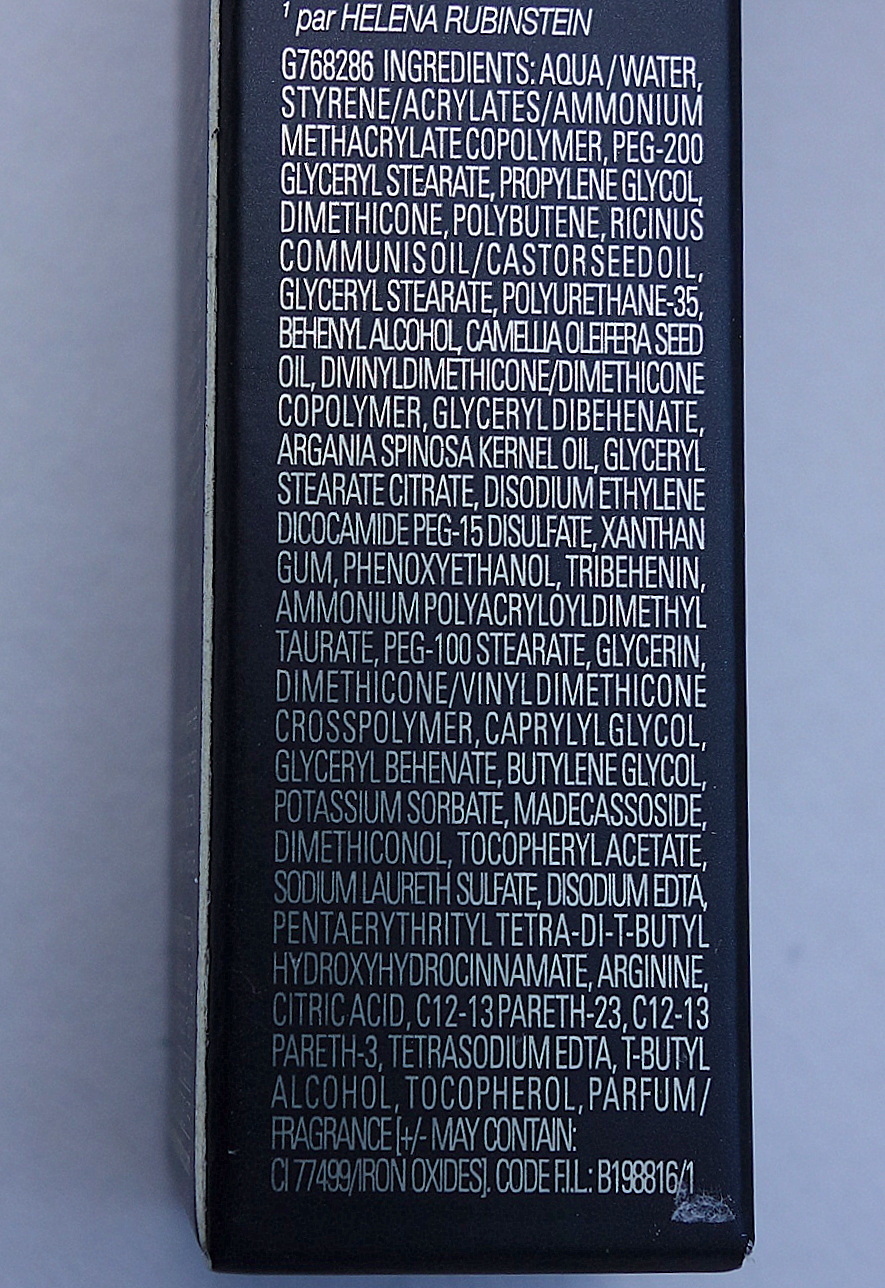 ¹ par HELENA RUBINSTEIN
G768286 INGREDIENTS: AQUA / WATER,
STYRENE/ACRYLATES/AMMONIUM
METHACRYLATE COPOLYMER, PEG-200
GLYCERYL STEARATE, PROPYLENE GLYCOL,
DIMETHICONE, POLYBUTENE, RICINUS
COMMUNIS OIL / CASTOR SEED OIL,
GLYCERYL STEARATE, POLYURETHANE-35,
BEHENYL ALCOHOL, CAMELLIA OLEIFERA SEED
OIL, DIVINYLDIMETHICONE/DIMETHICONE
COPOLYMER, GLYCERYL DIBEHENATE,
ARGANIA SPINOSA KERNEL OIL, GLYCERYL
STEARATE CITRATE, DISODIUM ETHYLENE
DICOCAMIDE PEG-15 DISULFATE, XANTHAN
GUM, PHENOXYETHANOL, TRIBEHENIN,
AMMONIUM POLYACRYLOYLDIMETHYL
TAURATE, PEG-100 STEARATE, GLYCERIN,
DIMETHICONE/VINYL DIMETHICONE
CROSSPOLYMER, CAPRYLYL GLYCOL,
GLYCERYL BEHENATE, BUTYLENE GLYCOL,
POTASSIUM SORBATE, MADECASSOSIDE,
DIMETHICONOL, TOCOPHERYL ACETATE,
SODIUM LAURETH SULFATE, DISODIUM EDTA,
PENTAERYTHRITYL TETRA-DI-T-BUTYL
HYDROXYHYDROCINNAMATE, ARGININE,
CITRIC ACID, C12-13 PARETH-23, C12-13
PARETH-3, TETRASODIUM EDTA, T-BUTYL
ALCOHOL, TOCOPHEROL, PARFUM /
FRAGRANCE [+/- MAY CONTAIN:
CI 77499/IRON OXIDES]. CODE F.I.L.: B198816/1